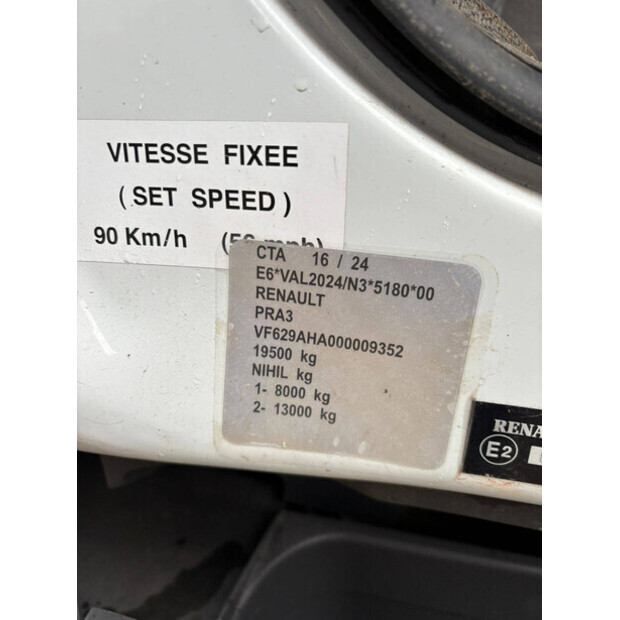 VITESSE FIXEE
( SET SPEED )
90 Km/h
CTA 16 / 24
E6*VAL2024/N3*5180*00
RENAULT
PRA3
VF629AHA000009352
19500 kg
NIHIL kg
1- 8000 kg
2- 13000 kg
E2